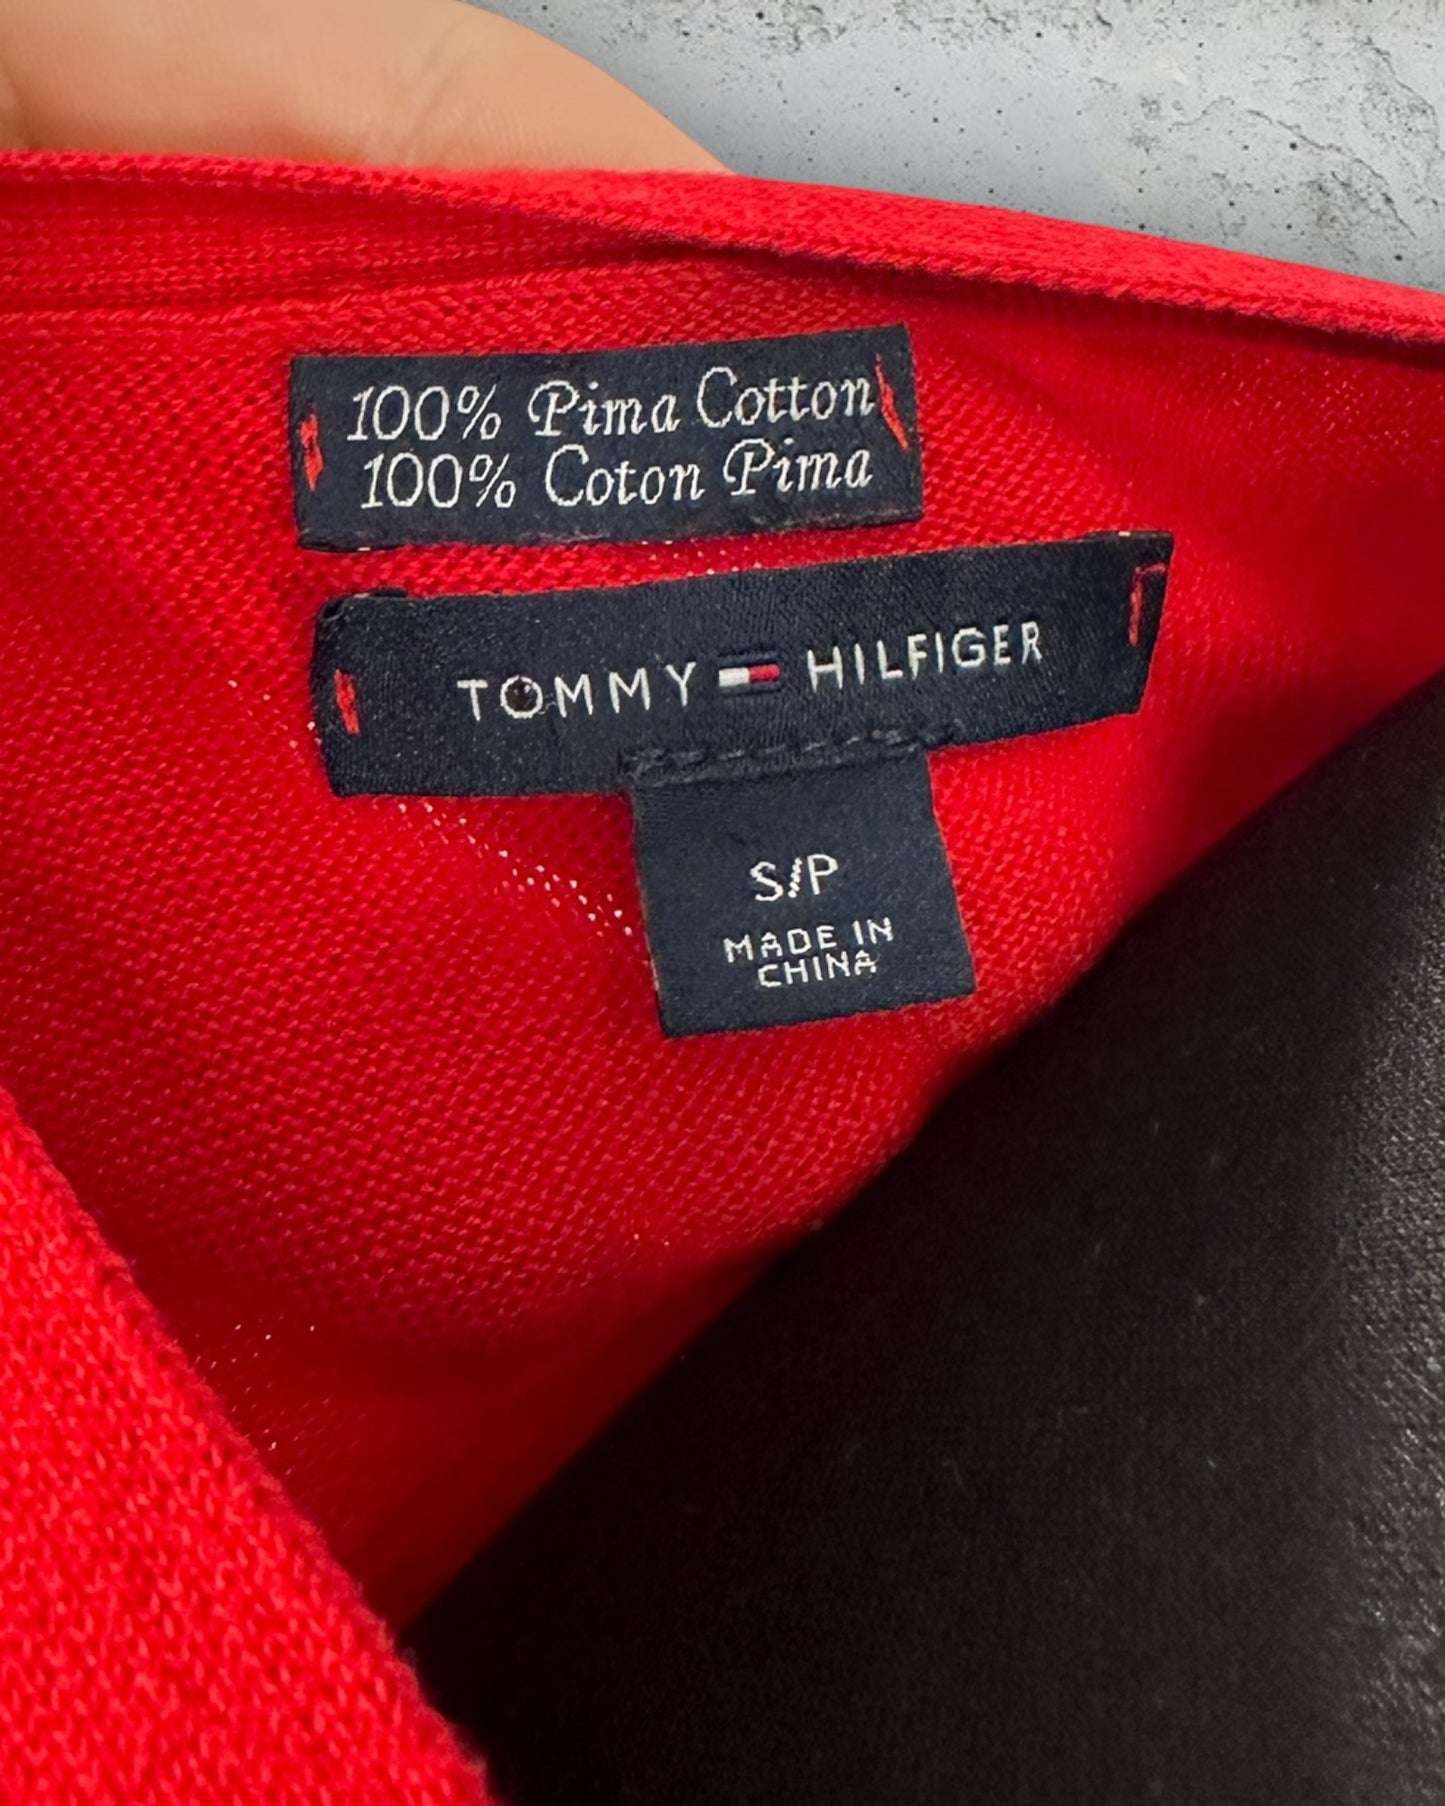 100% Pima Cotton
100% Coton Pima
TOMMY HILFIGER
S/P
MADE IN
CHINA